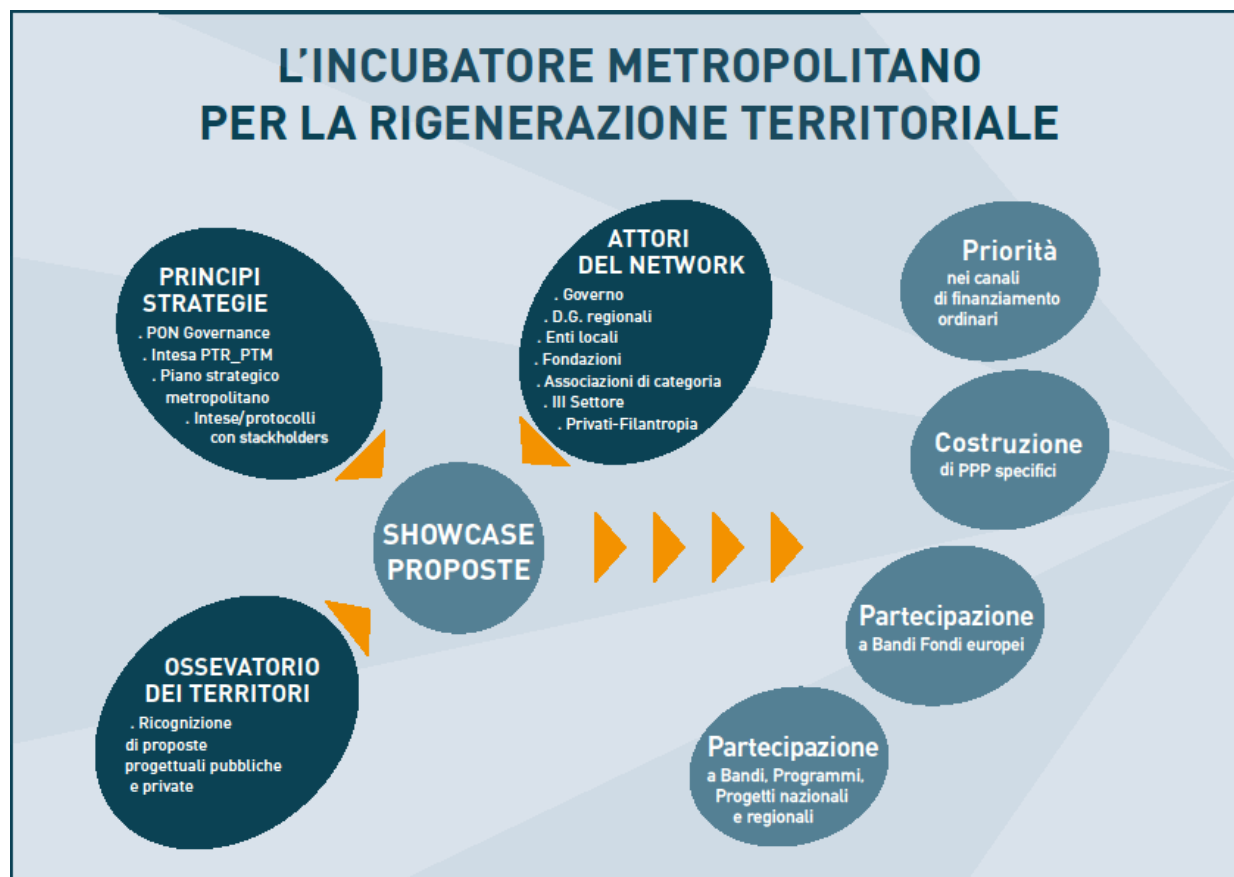 L'INCUBATORE METROPOLITANO
PER LA RIGENERAZIONE TERRITORIALE
PRINCIPI
STRATEGIE
. PON Governance
. Intesa PTR_PTM
. Piano strategico
metropolitano
. Intese/protocolli
con stackholders
ATTORI
DEL NETWORK
. Governo
. D.G. regionali
. Enti locali
. Fondazioni
. Associazioni di categoria
. III Settore
. Privati-Filantropia
OSSEVATORIO
DEI TERRITORI
. Ricognizione
di proposte
progettuali pubbliche
e private
SHOWCASE
PROPOSTE
Priorità
nei canali
di finanziamento
ordinari
Costruzione
di PPP specifici
Partecipazione
a Bandi Fondi europei
Partecipazione
a Bandi, Programmi,
Progetti nazionali
e regionali